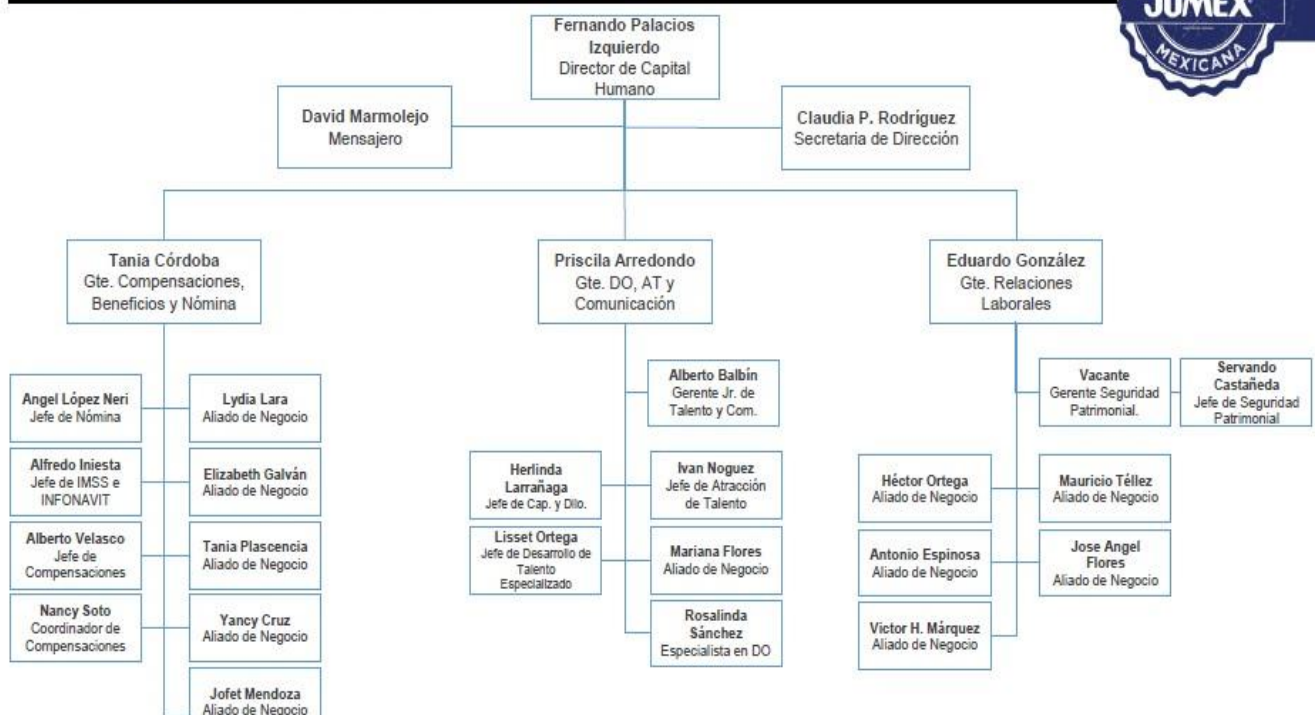 JUMEX
MEXICANA
Fernando Palacios
Izquierdo
Director de Capital
Humano
David Marmolejo
Mensajero
Claudia P. Rodríguez
Secretaria de Dirección
Tania Córdoba
Gte. Compensaciones,
Beneficios y Nómina
Priscila Arredondo
Gte. DO, AT y
Comunicación
Eduardo González
Gte. Relaciones
Laborales
Angel López Neri
Jefe de Nómina
Lydia Lara
Aliado de Negocio
Alfredo Iniesta
Jefe de IMSS e
INFONAVIT
Elizabeth Galván
Aliado de Negocio
Alberto Velasco
Jefe de
Compensaciones
Tania Plascencia
Aliado de Negocio
Nancy Soto
Coordinador de
Compensaciones
Yancy Cruz
Aliado de Negocio
Jofet Mendoza
Aliado de Negocio
Alberto Balbín
Gerente Jr. de
Talento y Com.
Herlinda
Larrañaga
Jefe de Cap. y Dllo.
Ivan Noguez
Jefe de Atracción
de Talento
Lisset Ortega
Jefe de Desarrollo de
Talento
Especializado
Mariana Flores
Aliado de Negocio
Rosalinda
Sánchez
Especialista en DO
Vacante
Gerente Seguridad
Patrimonial.
Servando
Castañeda
Jefe de Seguridad
Patrimonial
Héctor Ortega
Aliado de Negocio
Mauricio Téllez
Aliado de Negocio
Antonio Espinosa
Aliado de Negocio
Jose Angel
Flores
Aliado de Negocio
Victor H. Márquez
Aliado de Negocio